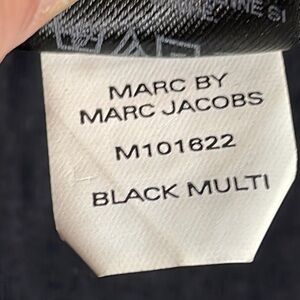 MARC BY
MARC JACOBS
M101622
BLACK MULTI